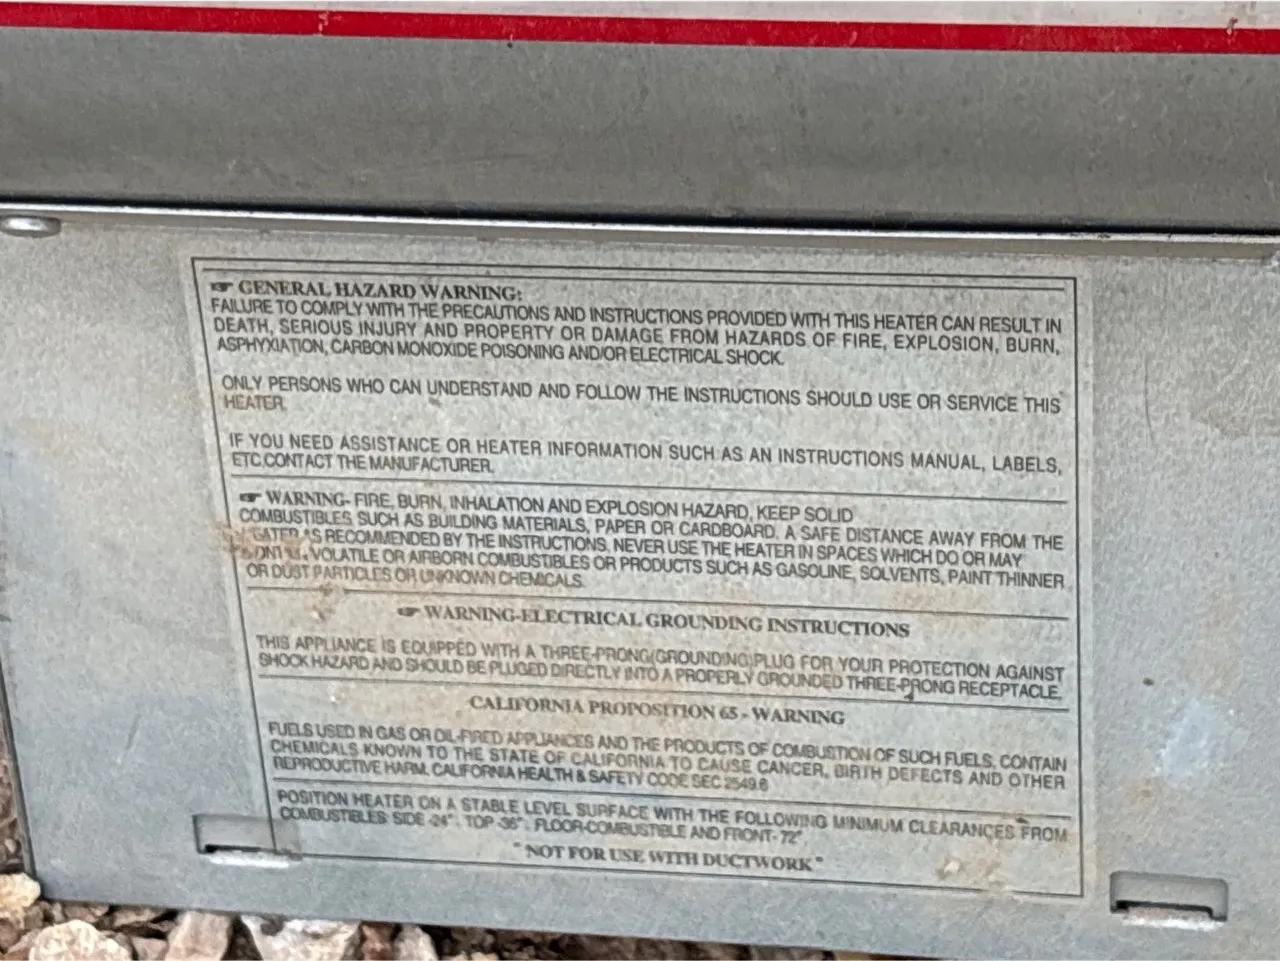 ☛ GENERAL HAZARD WARNING:
FAILURE TO COMPLY WITH THE PRECAUTIONS AND INSTRUCTIONS PROVIDED WITH THIS HEATER CAN RESULT IN
DEATH, SERIOUS INJURY AND PROPERTY OR DAMAGE FROM HAZARDS OF FIRE, EXPLOSION, BURN,
ASPHYXIATION, CARBON MONOXIDE POISONING AND/OR ELECTRICAL SHOCK.
ONLY PERSONS WHO CAN UNDERSTAND AND FOLLOW THE INSTRUCTIONS SHOULD USE OR SERVICE THIS
HEATER.
IF YOU NEED ASSISTANCE OR HEATER INFORMATION SUCH AS AN INSTRUCTIONS MANUAL, LABELS,
ETC.CONTACT THE MANUFACTURER.
☛ WARNING- FIRE, BURN, INHALATION AND EXPLOSION HAZARD, KEEP SOLID
COMBUSTIBLES SUCH AS BUILDING MATERIALS, PAPER OR CARDBOARD, A SAFE DISTANCE AWAY FROM THE
AS RECOMMENDED BY THE INSTRUCTIONS. NEVER USE THE HEATER IN SPACES WHICH DO OR MAY
VOLATILE OR AIRBORN COMBUSTIBLES OR PRODUCTS SUCH AS GASOLINE, SOLVENTS, PAINT THINNER
OR DUST PARTICLES OR UNKNOWN CHEMICALS.
☛ WARNING-ELECTRICAL GROUNDING INSTRUCTIONS
THIS APPLIANCE IS EQUIPPED WITH A THREE-PRONG(GROUNDING)PLUG FOR YOUR PROTECTION AGAINST
SHOCK HAZARD AND SHOULD BE PLUGED DIRECTLY INTO A PROPERLY GROUNDED THREE-PRONG RECEPTACLE.
CALIFORNIA PROPOSITION 65 - WARNING
FUELS USED IN GAS OR OIL-FIRED APPLIANCES AND THE PRODUCTS OF COMBUSTION OF SUCH FUELS, CONTAIN
CHEMICALS KNOWN TO THE STATE OF CALIFORNIA TO CAUSE CANCER, BIRTH DEFECTS AND OTHER
REPRODUCTIVE HARM. CALIFORNIA HEALTH & SAFETY CODE SEC 2549.6
POSITION HEATER ON A STABLE LEVEL SURFACE WITH THE FOLLOWING MINIMUM CLEARANCES FROM
COMBUSTIBLES: SIDE -24", TOP -36", FLOOR-COMBUSTIBLE AND FRONT- 72"
"NOT FOR USE WITH DUCTWORK"